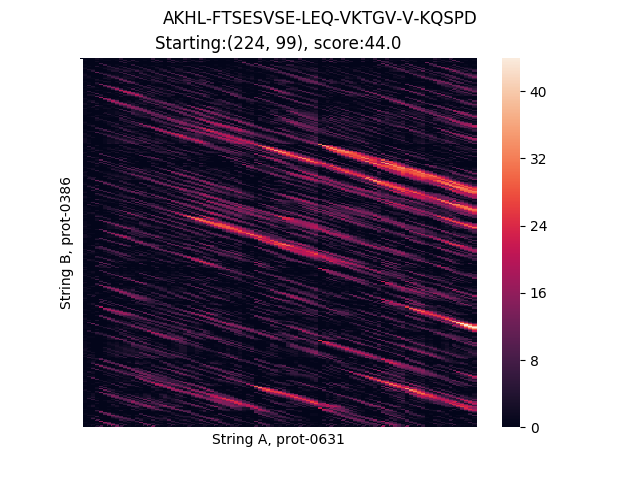 AKHL-FTSESVSE-LEQ-VKTGV-V-KQSPD
Starting:(224, 99), score:44.0
String B, prot-0386
String A, prot-0631
40
32
24
16
8
0